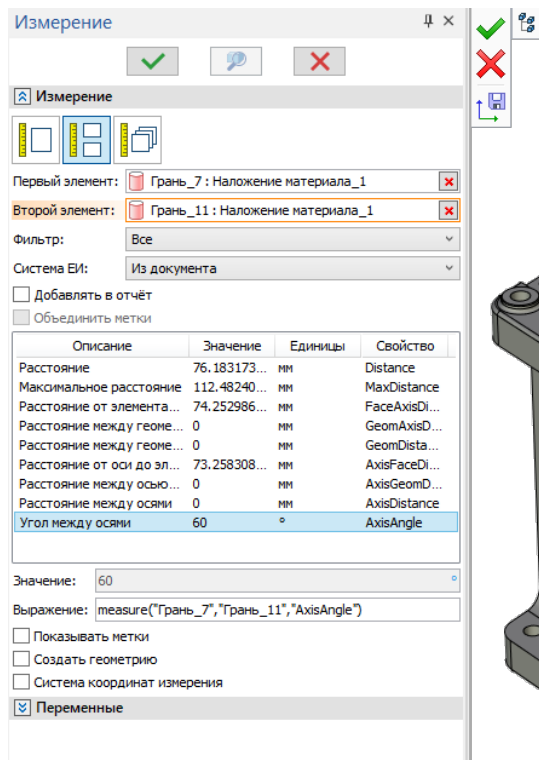 Измерение
Измерение
Первый элемент: Грань_7 : Наложение материала_1
Второй элемент: Грань_11 : Наложение материала_1
Фильтр: Все
Система ЕИ: Из документа
Добавлять в отчёт
Объединить метки
Описание Значение Единицы Свойство
Расстояние 76.183173... мм Distance
Максимальное расстояние 112.48240... мм MaxDistance
Расстояние от элемента... 74.252986... мм FaceAxisDi...
Расстояние между геоме... 0 мм GeomAxisD...
Расстояние между геоме... 0 мм GeomDista...
Расстояние от оси до эл... 73.258308... мм AxisFaceDi...
Расстояние между осью... 0 мм AxisGeomD...
Расстояние между осями 0 мм AxisDistance
Угол между осями 60 ° AxisAngle
Значение: 60 °
Выражение: measure("Грань_7","Грань_11","AxisAngle")
Показывать метки
Создать геометрию
Система координат измерения
Переменные